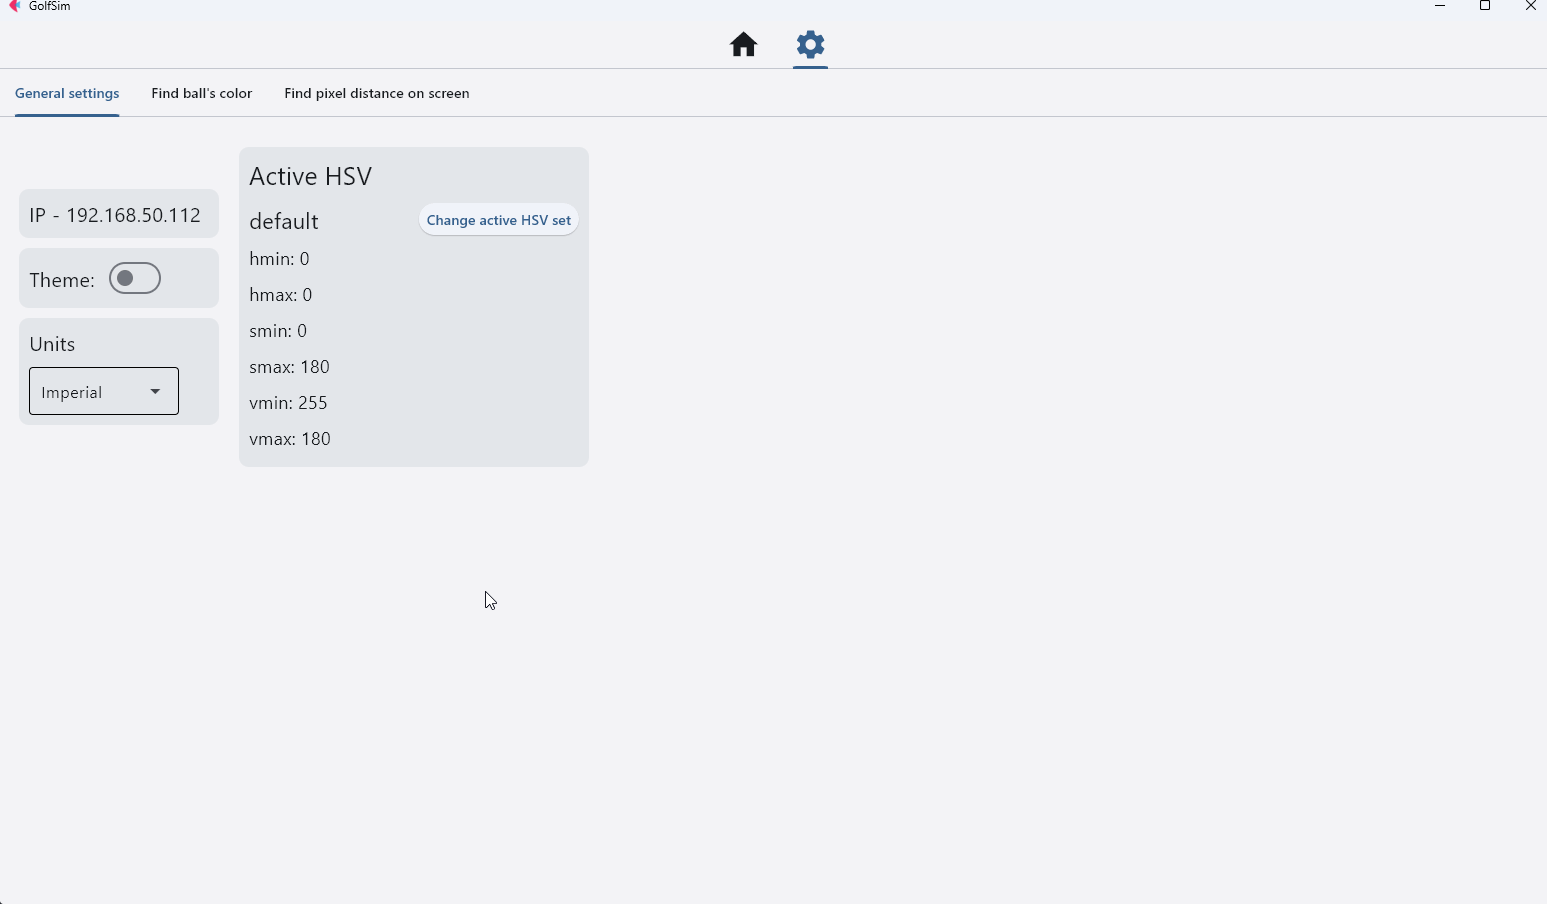 GolfSim
General settings
Find ball's color
Find pixel distance on screen
IP - 192.168.50.112
Theme:
Units
Imperial
Active HSV
default
Change active HSV set
hmin: 0
hmax: 0
smin: 0
smax: 180
vmin: 255
vmax: 180